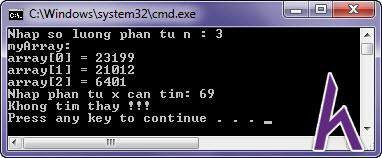 C:\Windows\system32\cmd.exe
Nhap so luong phan tu n : 3
myArray:
array[0] = 23199
array[1] = 21012
array[2] = 6401
Nhap phan tu x can tim: 69
Khong tim thay !!!
Press any key to continue . . . _